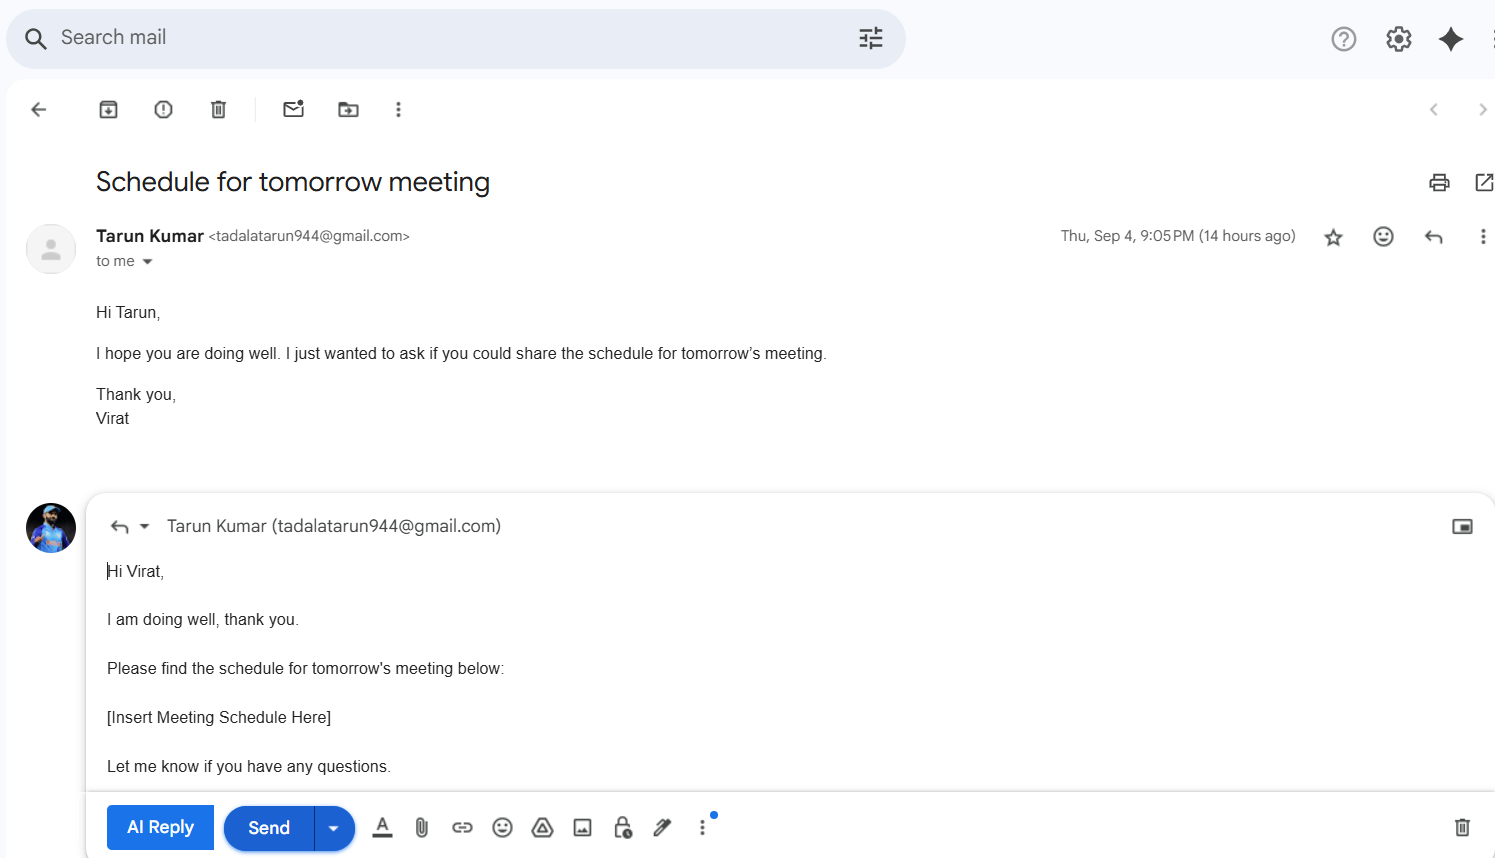 Search mail
Schedule for tomorrow meeting
Tarun Kumar <tadalatarun944@gmail.com>
Thu, Sep 4, 9:05 PM (14 hours ago)
to me
Hi Tarun,
I hope you are doing well. I just wanted to ask if you could share the schedule for tomorrow’s meeting.
Thank you,
Virat
Tarun Kumar (tadalatarun944@gmail.com)
Hi Virat,
I am doing well, thank you.
Please find the schedule for tomorrow's meeting below:
[Insert Meeting Schedule Here]
Let me know if you have any questions.
AI Reply
Send